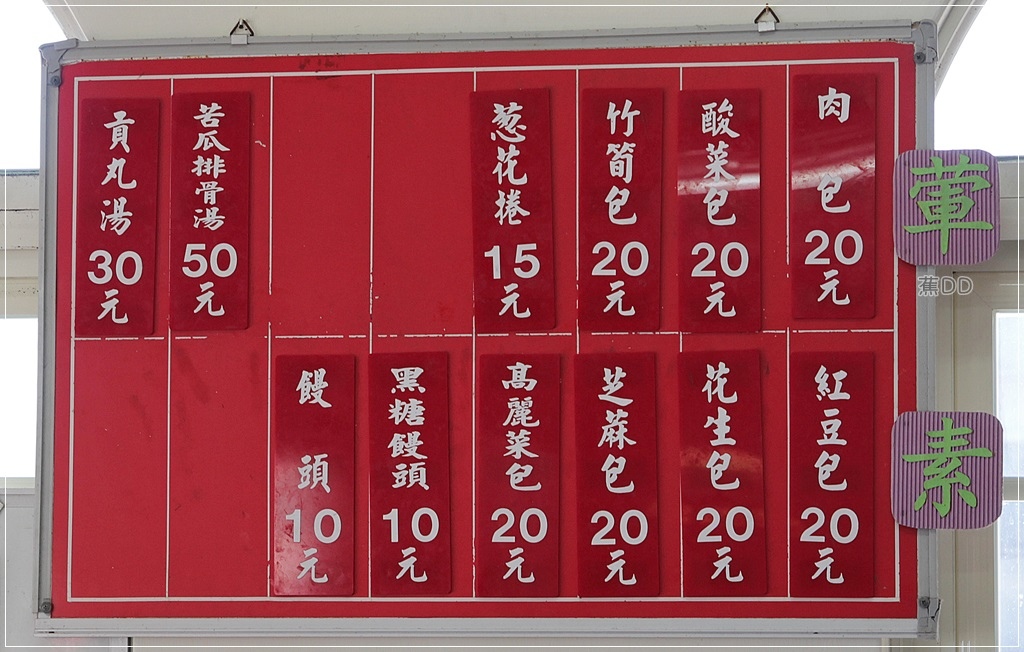 葷
肉包20元
酸菜包20元
竹筍包20元
葱花捲15元
苦瓜排骨湯50元
貢丸湯30元
素
紅豆包20元
花生包20元
芝蔴包20元
高麗菜包20元
黑糖饅頭10元
饅頭10元
蕉DD